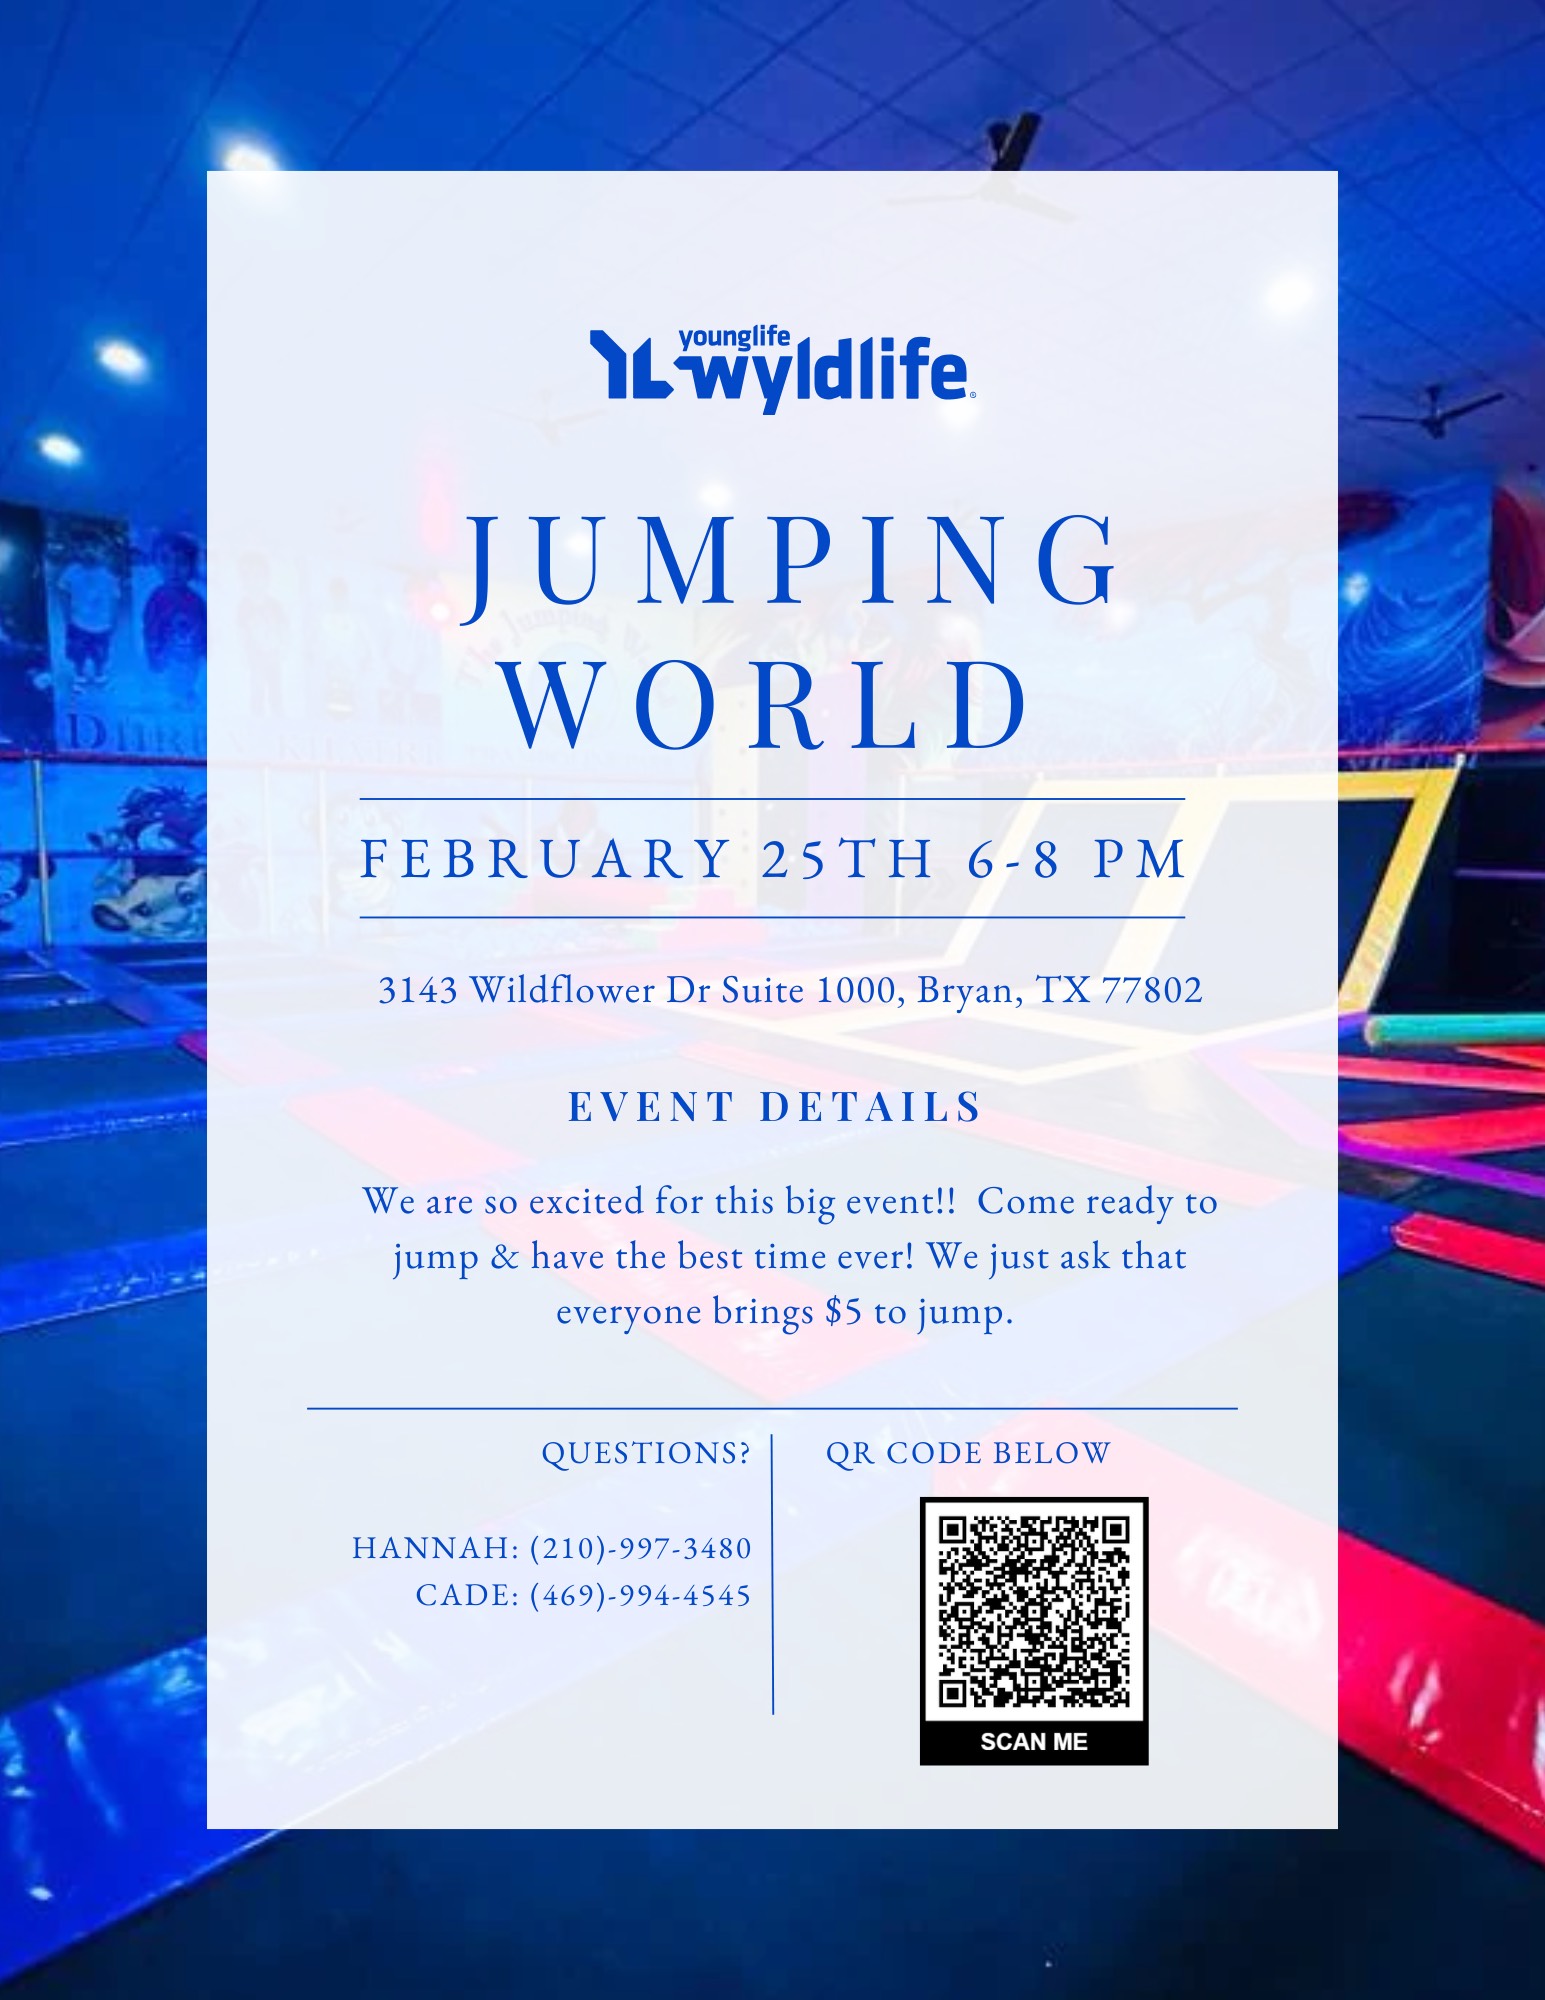 younglife
YL wyldlife®
JUMPING
WORLD
FEBRUARY 25TH 6-8 PM
3143 Wildflower Dr Suite 1000, Bryan, TX 77802
EVENT DETAILS
We are so excited for this big event!! Come ready to
jump & have the best time ever! We just ask that
everyone brings $5 to jump.
QUESTIONS?
HANNAH: (210)-997-3480
CADE: (469)-994-4545
QR CODE BELOW
SCAN ME